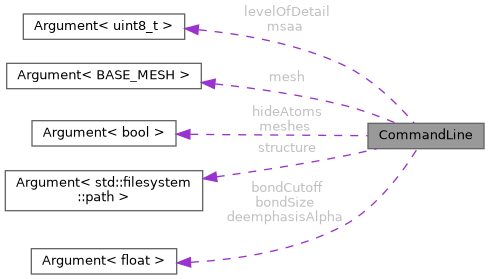 levelOfDetail
msaa
Argument< uint8_t >
Argument< BASE_MESH >
mesh
hideAtoms
meshes
Argument< bool >
CommandLine
structure
Argument< std::filesystem
::path >
bondCutoff
bondSize
deemphasisAlpha
Argument< float >